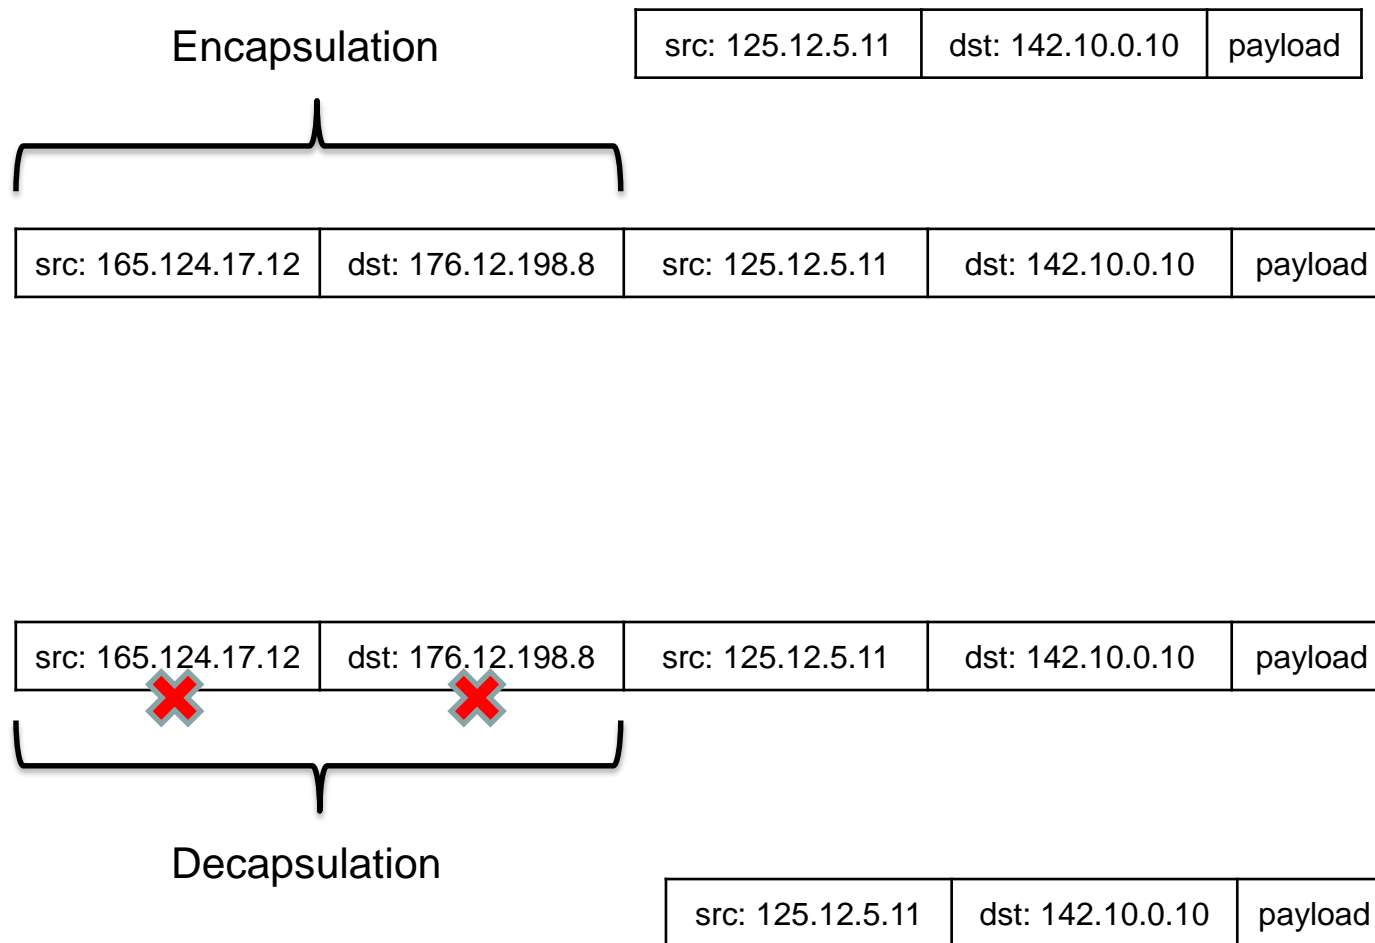 Encapsulation
src: 125.12.5.11 dst: 142.10.0.10 payload
src: 165.124.17.12 dst: 176.12.198.8 src: 125.12.5.11 dst: 142.10.0.10 payload
src: 165.124.17.12 dst: 176.12.198.8 src: 125.12.5.11 dst: 142.10.0.10 payload
Decapsulation
src: 125.12.5.11 dst: 142.10.0.10 payload